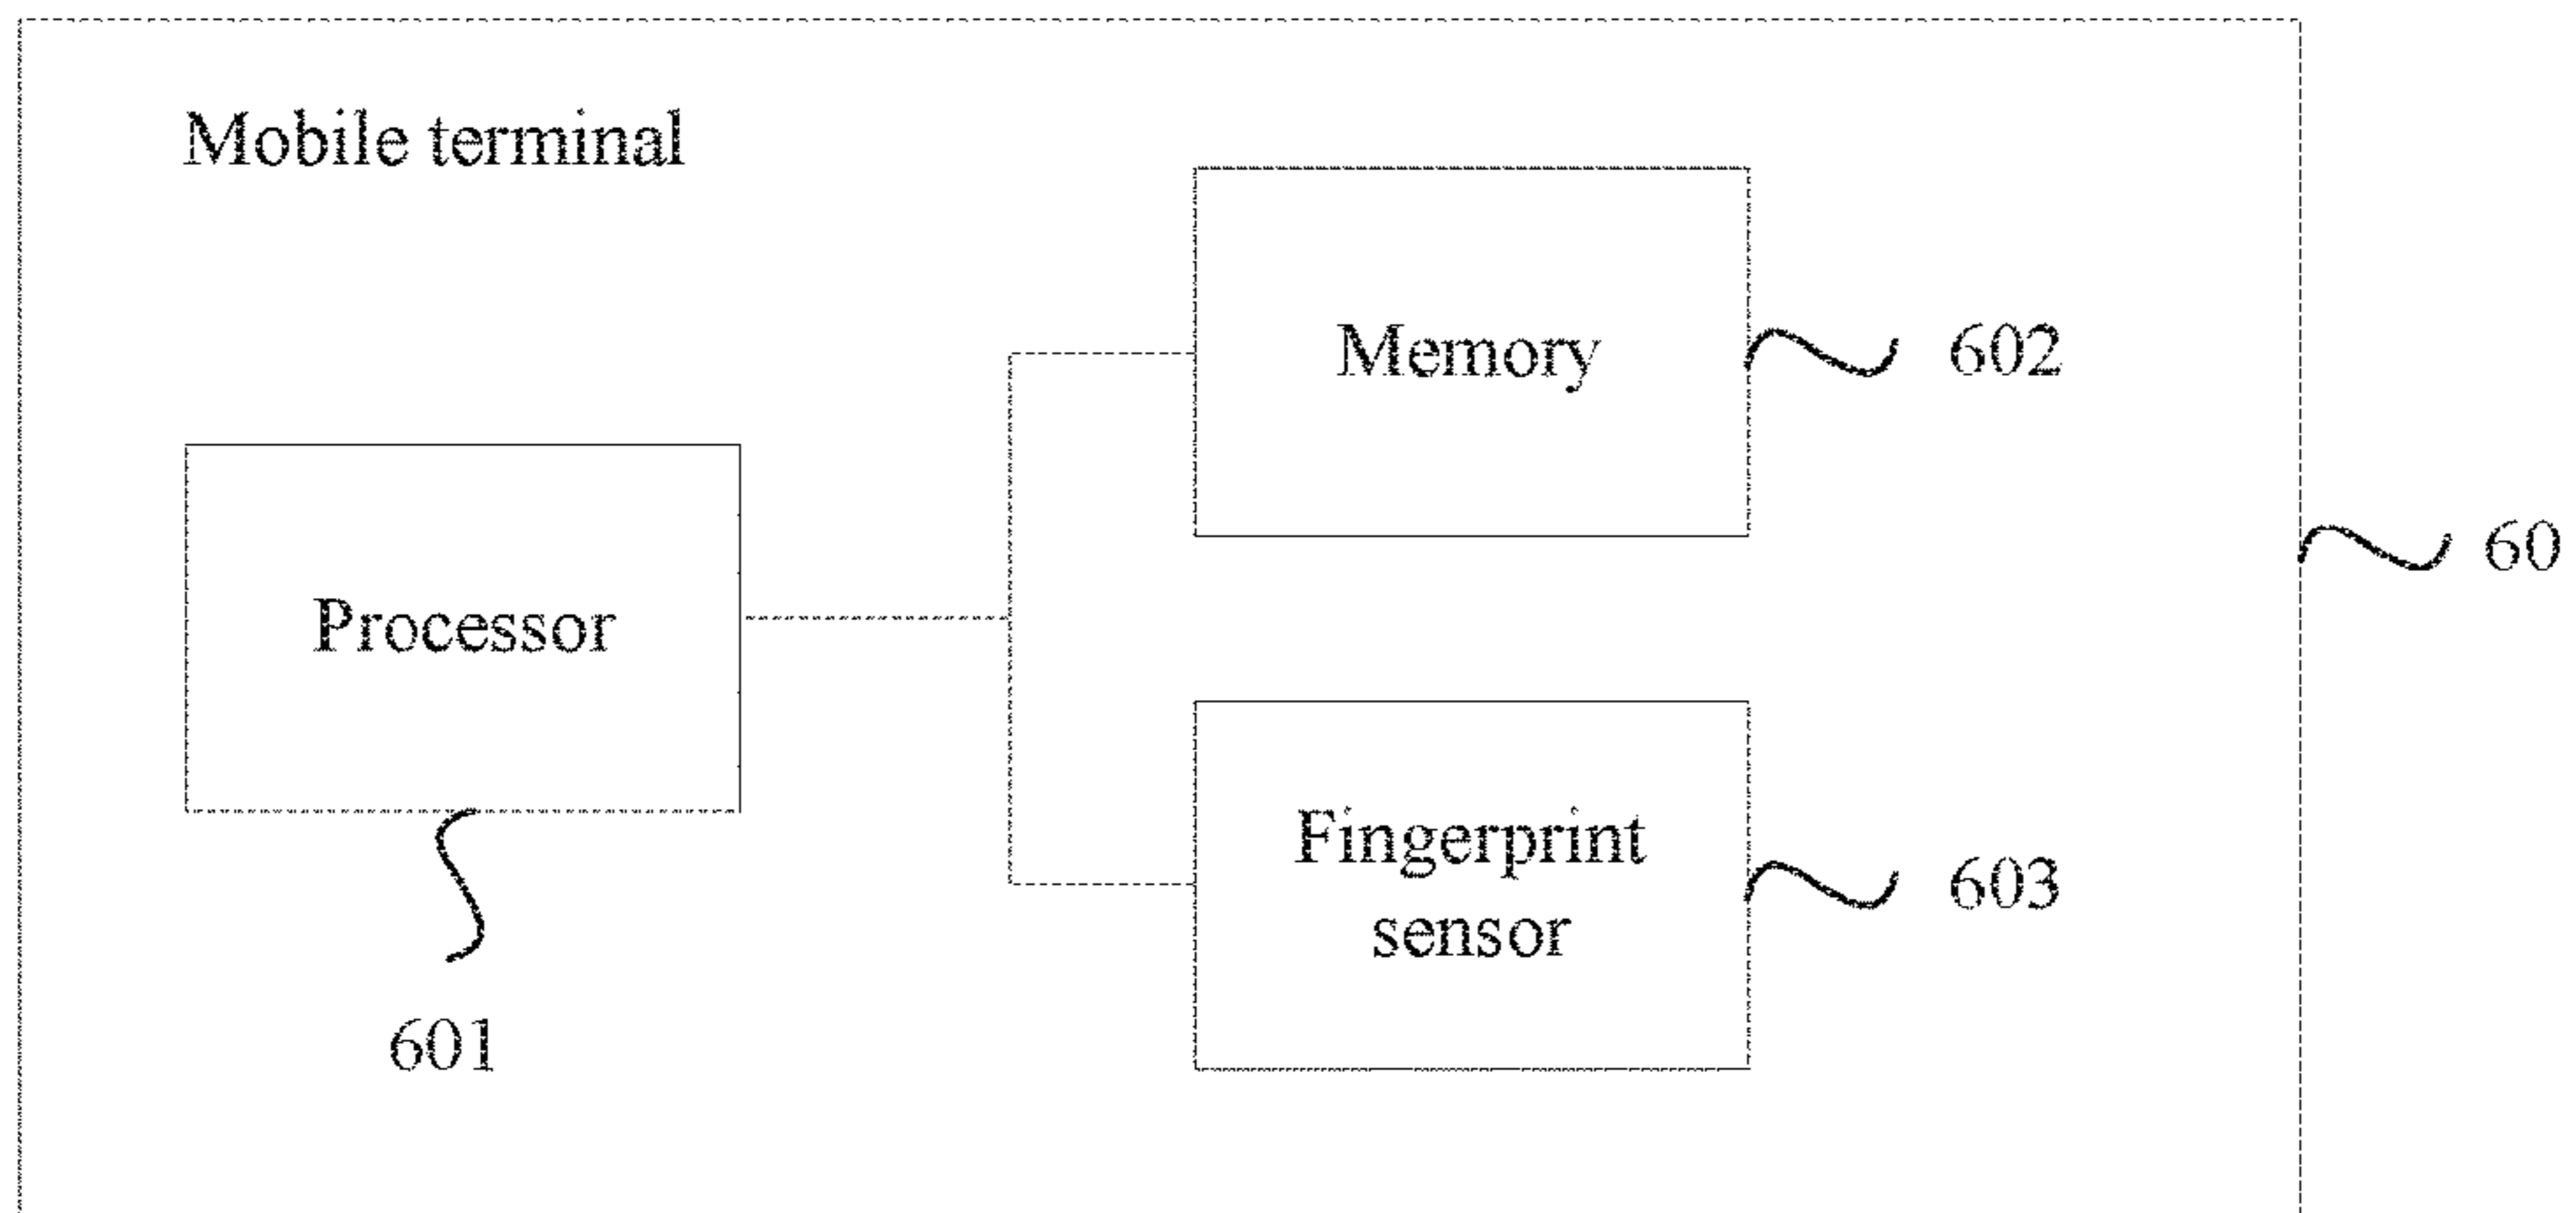 Mobile terminal
Memory
602
60
Processor
Fingerprint
sensor
603
601